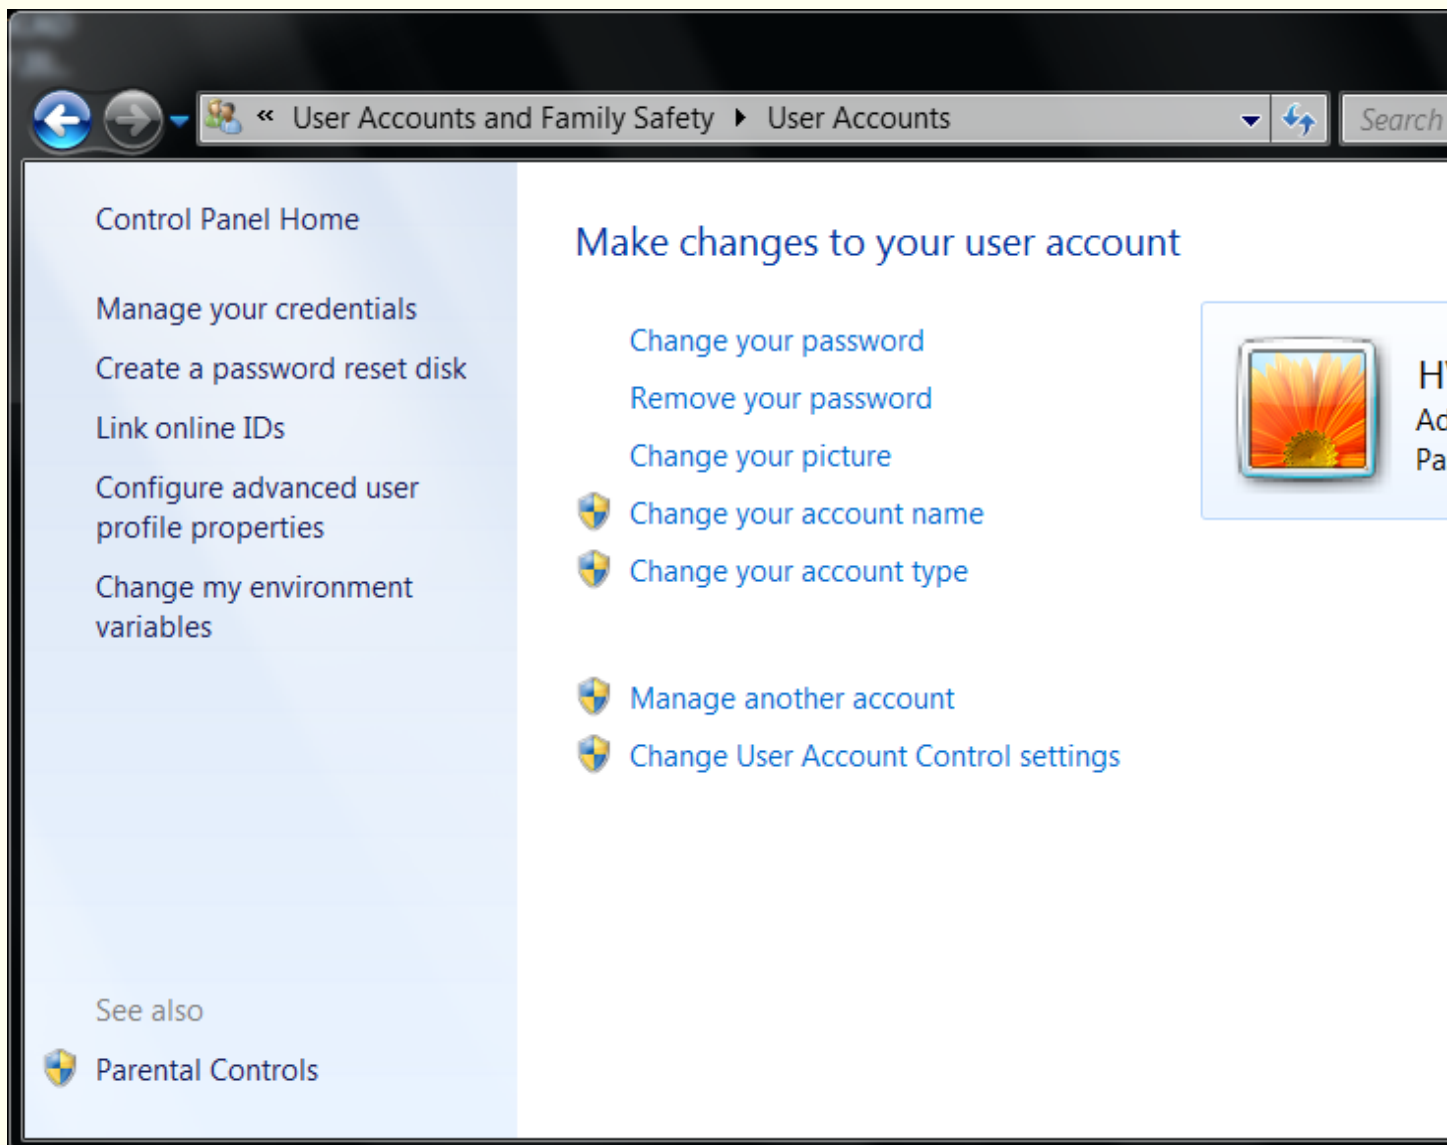 « User Accounts and Family Safety ▸ User Accounts
Search
Control Panel Home
Manage your credentials
Create a password reset disk
Link online IDs
Configure advanced user
profile properties
Change my environment
variables
See also
Parental Controls
Make changes to your user account
Change your password
Remove your password
Change your picture
Change your account name
Change your account type
Manage another account
Change User Account Control settings
Pa